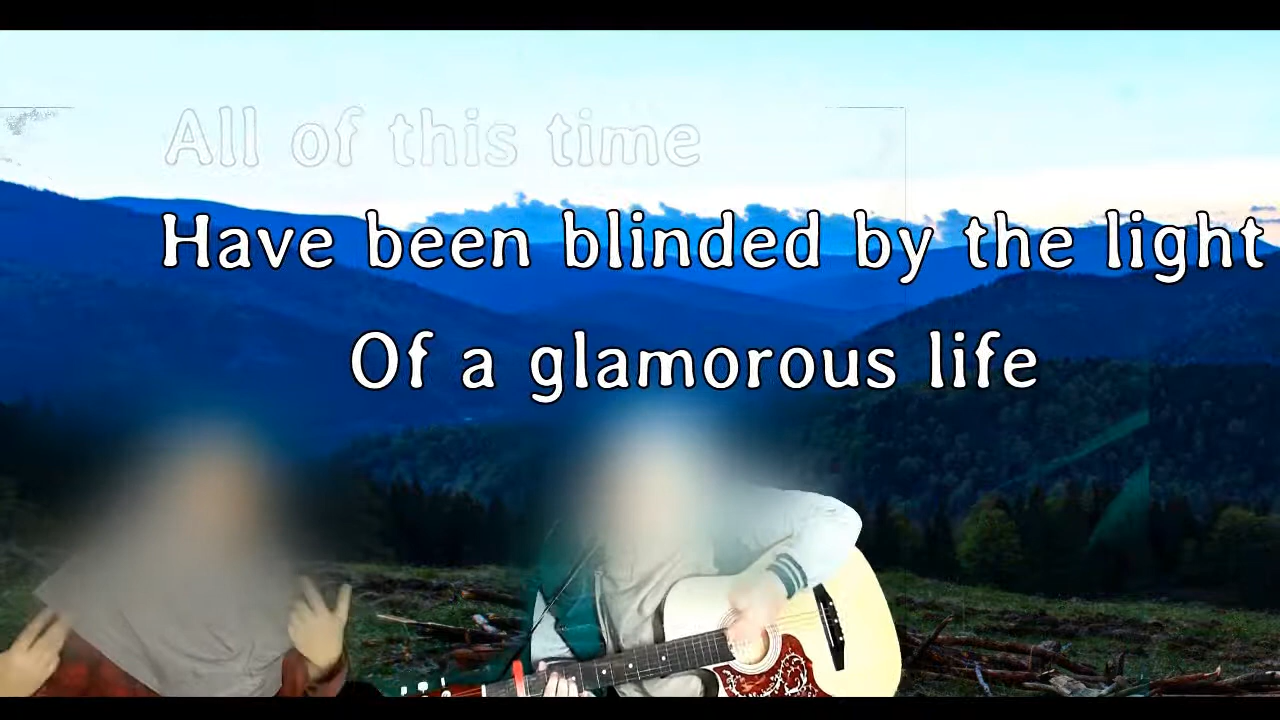 All of this time
Have been blinded by the light
Of a glamorous life